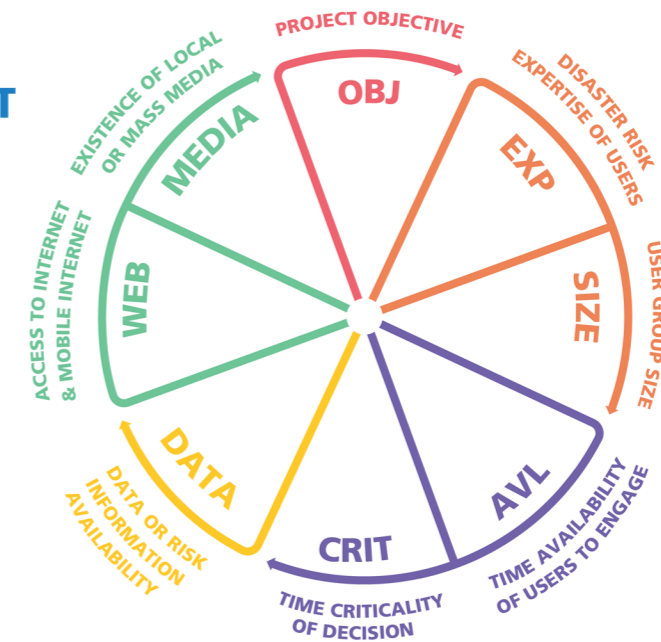 T
PROJECT OBJECTIVE
OBJ
DISASTER RISK
EXPERTISE OF USERS
EXP
USER GROUP SIZE
SIZE
AVL
TIME AVAILABILITY
OF USERS TO ENGAGE
CRIT
TIME CRITICALITY
OF DECISION
DATA
DATA OR RISK
INFORMATION
AVAILABILITY
WEB
ACCESS TO INTERNET
& MOBILE INTERNET
MEDIA
EXISTENCE OF LOCAL
OR MASS MEDIA